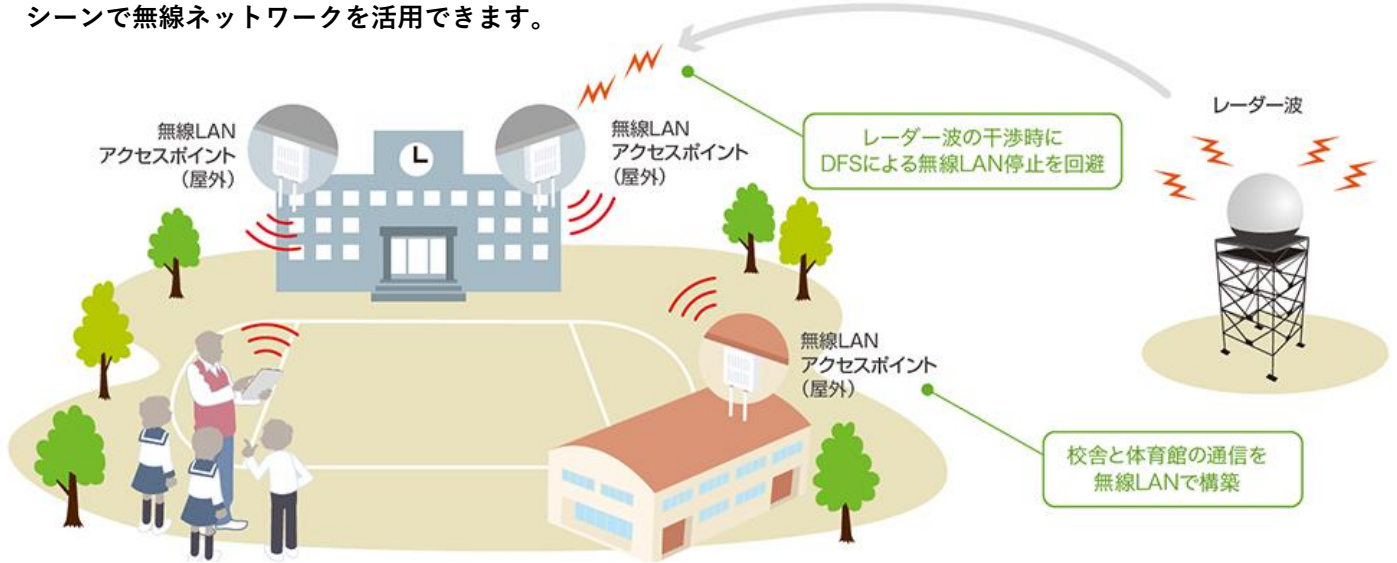 シーンで無線ネットワークを活用できます。
無線LAN
アクセスポイント
（屋外）
無線LAN
アクセスポイント
（屋外）
レーダー波の干渉時に
DFSによる無線LAN停止を回避
レーダー波
無線LAN
アクセスポイント
（屋外）
校舎と体育館の通信を
無線LANで構築